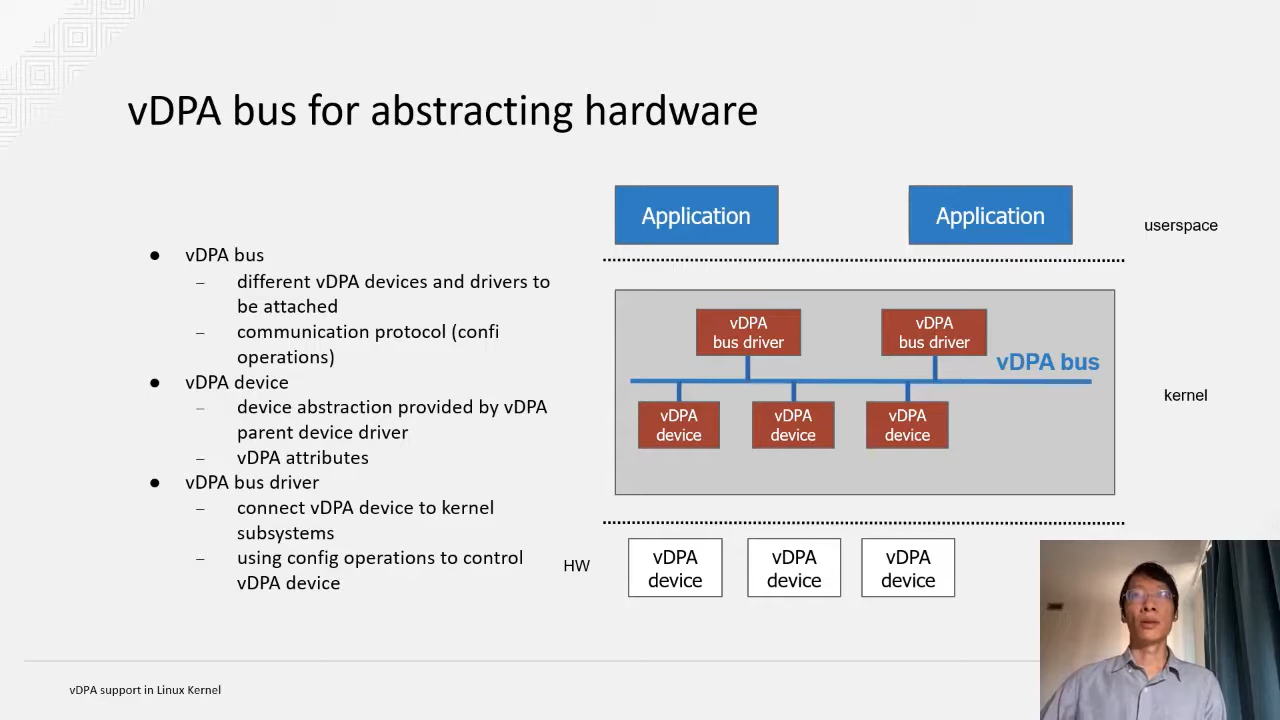 vDPA bus for abstracting hardware
● vDPA bus
– different vDPA devices and drivers to
be attached
– communication protocol (confi
operations)
● vDPA device
– device abstraction provided by vDPA
parent device driver
– vDPA attributes
● vDPA bus driver
– connect vDPA device to kernel
subsystems
– using config operations to control
vDPA device
Application
Application
userspace
vDPA
bus driver
vDPA
bus driver
vDPA bus
vDPA
device
vDPA
device
vDPA
device
kernel
HW
vDPA
device
vDPA
device
vDPA
device
vDPA support in Linux Kernel